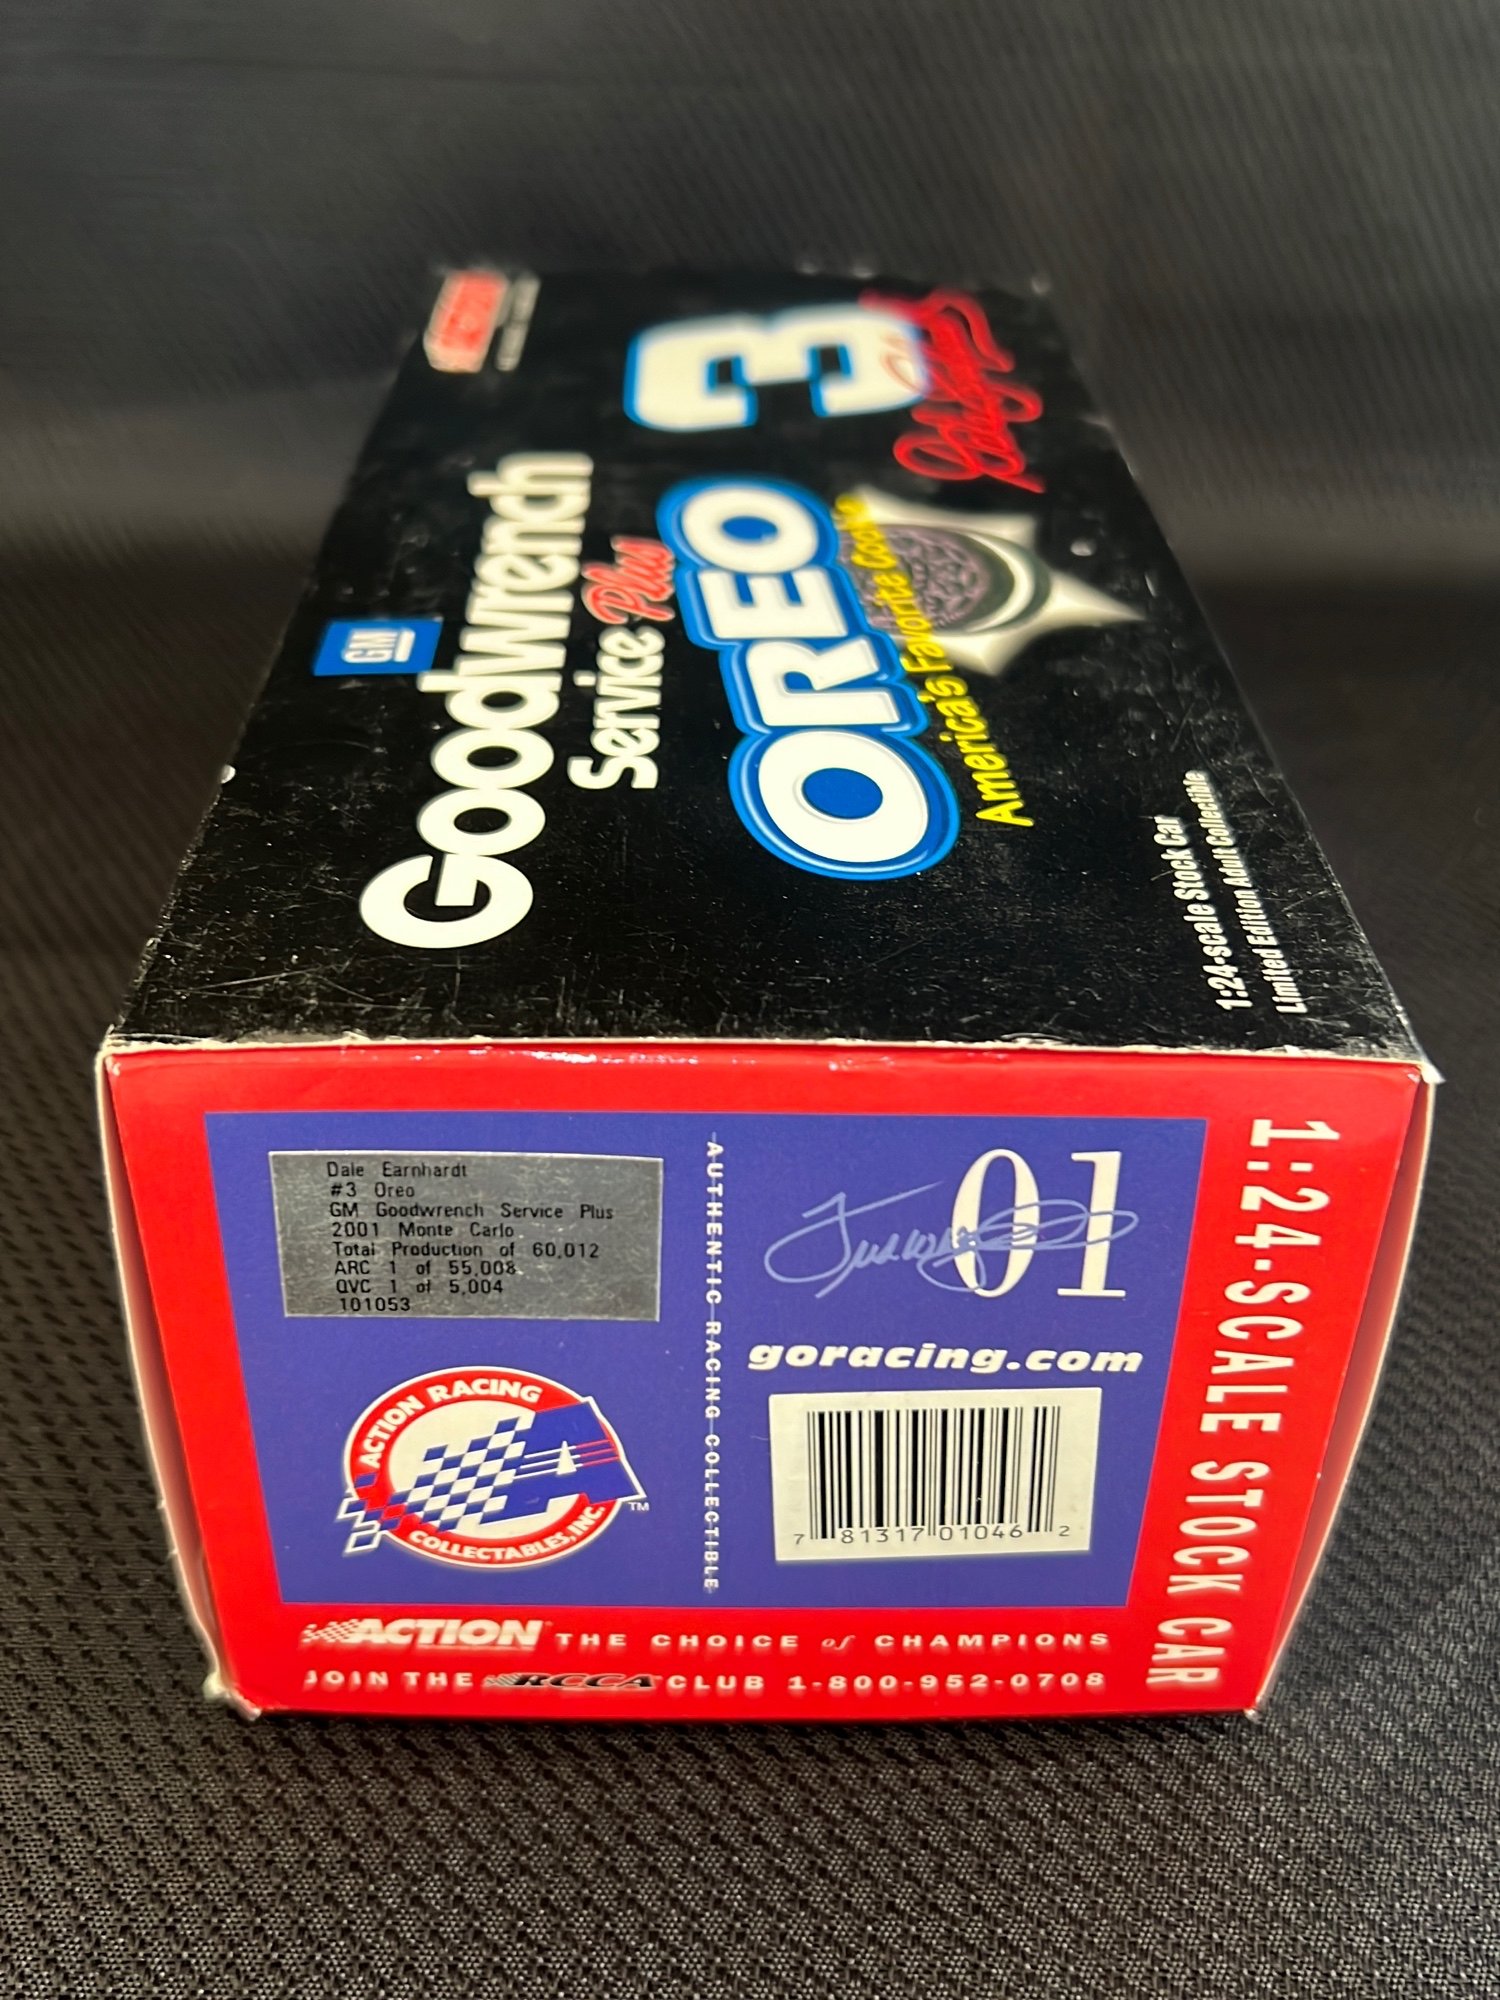 GM
Goodwrench
Service Plus
OREO
America's Favorite Cookie
3
1:24-scale Stock Car
Limited Edition Adult Collectible
Dale Earnhardt
#3 Oreo
GM Goodwrench Service Plus
2001 Monte Carlo
Total Production of 60,012
ARC 1 of 55,008
QVC 1 of 5,004
101053
ACTION RACING
COLLECTABLES, INC.
TM
AUTHENTIC RACING COLLECTIBLE
01
goracing.com
7 81317 01046 2
1:24-SCALE STOCK CAR
ACTION THE CHOICE of CHAMPIONS
JOIN THE RCCA CLUB 1-800-952-0708